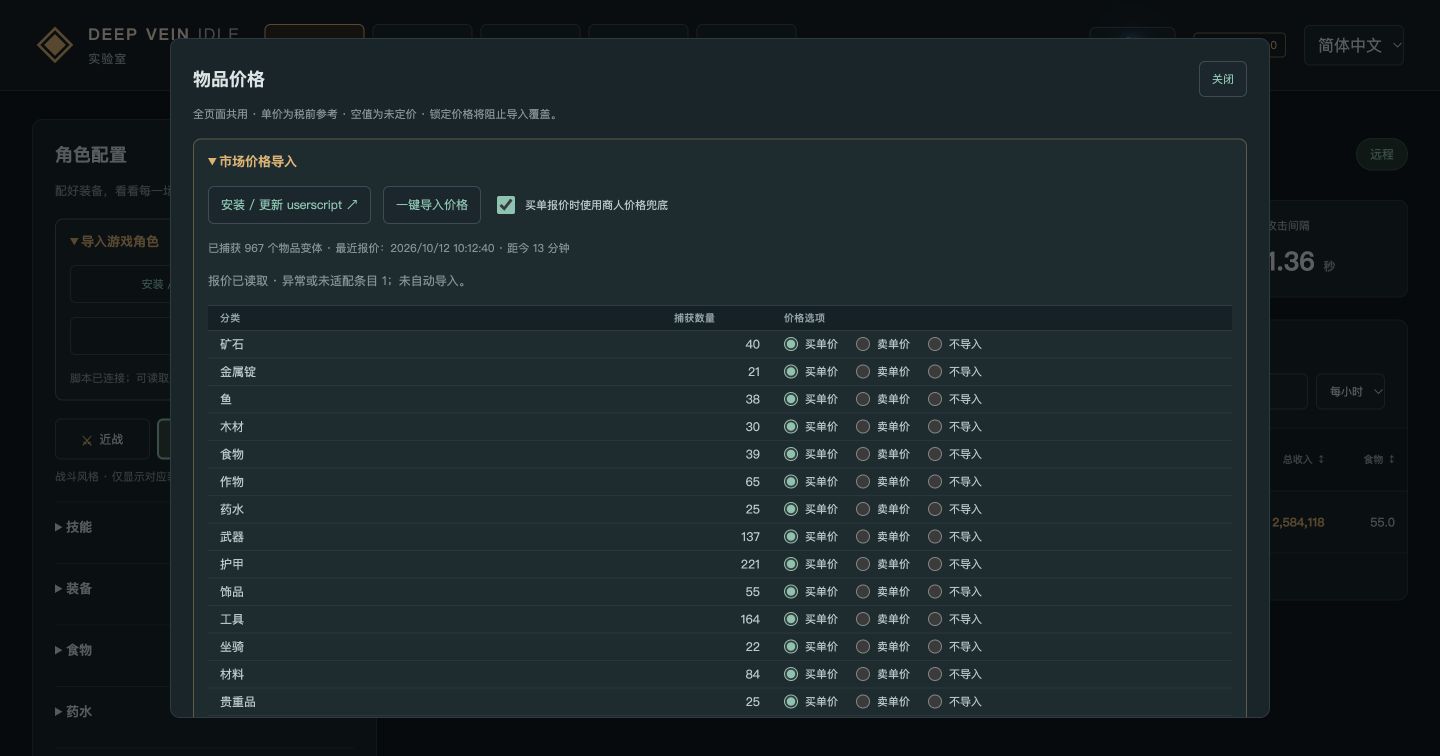 DEEP VEIN IDLE
实验室
简体中文
物品价格
关闭
全页面共用 · 单价为税前参考 · 空值为未定价 · 锁定价格将阻止导入覆盖。
▼市场价格导入
安装 / 更新 userscript ↗
一键导入价格
买单报价时使用商人价格兜底
已捕获 967 个物品变体 · 最近报价：2026/10/12 10:12:40 · 距今 13 分钟
报价已读取 · 异常或未适配条目 1；未自动导入。
分类 捕获数量 价格选项
矿石 40 买单价 卖单价 不导入
金属锭 21 买单价 卖单价 不导入
鱼 38 买单价 卖单价 不导入
木材 30 买单价 卖单价 不导入
食物 39 买单价 卖单价 不导入
作物 65 买单价 卖单价 不导入
药水 25 买单价 卖单价 不导入
武器 137 买单价 卖单价 不导入
护甲 221 买单价 卖单价 不导入
饰品 55 买单价 卖单价 不导入
工具 164 买单价 卖单价 不导入
坐骑 22 买单价 卖单价 不导入
材料 84 买单价 卖单价 不导入
贵重品 25 买单价 卖单价 不导入
角色配置
配好装备，看看每一
▼导入游戏角色
安装 /
脚本已连接；可读取
近战
战斗风格 · 仅显示对应
▶技能
▶装备
▶食物
▶药水
远程
攻击间隔
1.36 秒
每小时
总收入 ↕ 食物 ↕
2,584,118 55.0